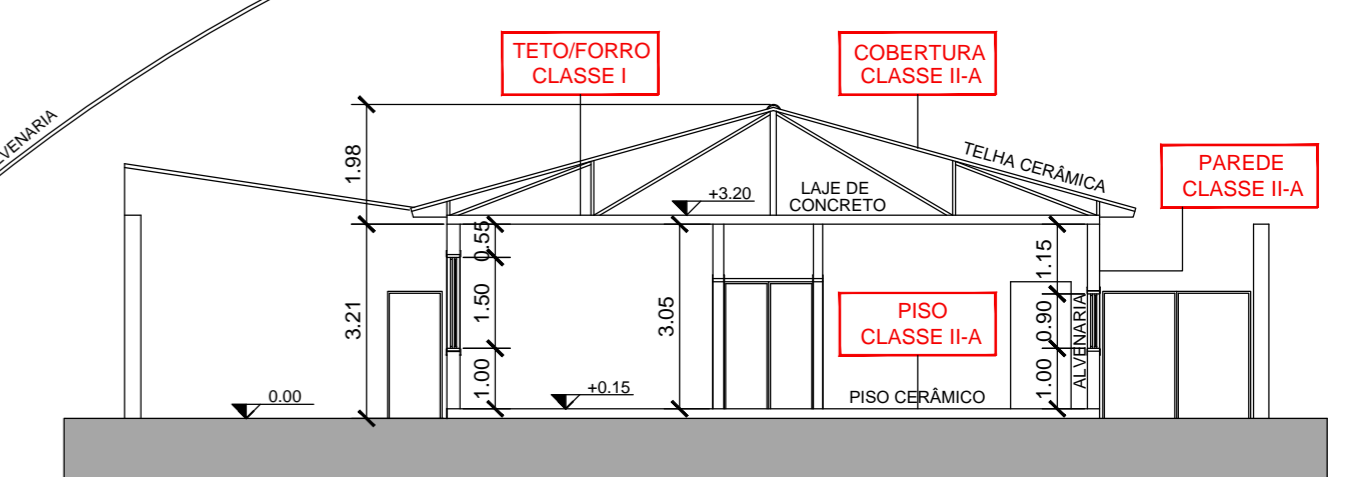 TETO/FORRO
CLASSE I
COBERTURA
CLASSE II-A
PAREDE
CLASSE II-A
TELHA CERÂMICA
1.98
+3.20
LAJE DE
CONCRETO
0.55
1.50
1.00
3.21
3.05
1.15
0.90
1.00
ALVENARIA
PISO
CLASSE II-A
0.00
+0.15
PISO CERÂMICO